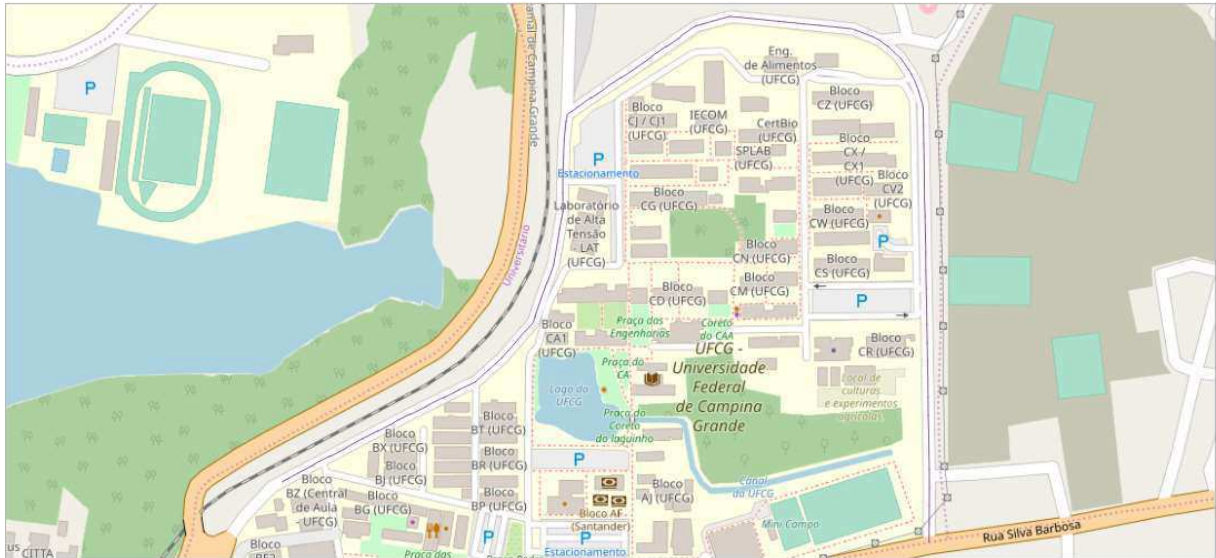 Ramal de Campina Grande
P
Eng.
de Alimentos
(UFCG)
Bloco
CZ (UFCG)
Bloco
CJ / CJ1
(UFCG)
IECOM
(UFCG)
CertBio
(UFCG)
SPLAB
(UFCG)
Bloco
CX /
CX1
(UFCG)
P
Estacionamento
Bloco
CV2
(UFCG)
Bloco
CG (UFCG)
Laboratório
de Alta
Tensão
- LAT
(UFCG)
Bloco
CW (UFCG)
P
Universitário
Bloco
CN (UFCG)
Bloco
CS (UFCG)
Bloco
CM (UFCG)
Bloco
CD (UFCG)
P
Praça das
Engenharias
Coreto
do CAA
Bloco
CA1
(UFCG)
Bloco
CR (UFCG)
UFCG -
Universidade
Federal
de Campina
Grande
Praça do
CA
Lago da
UFCG
Local de
culturas
e experimentos
agrícolas
Praça do
Coreto
do laguinho
Bloco
BT (UFCG)
Bloco
BX (UFCG)
Bloco
BR (UFCG)
P
Bloco
BJ (UFCG)
Bloco
BZ (Central
de Aula
- UFCG)
Bloco
BG (UFCG)
Bloco
BP (UFCG)
Bloco
AJ (UFCG)
Canal
da UFCG
Bloco AF
(Santander)
Mini Campo
Rua Silva Barbosa
P
P
Estacionamento
Bloco
us CITTA
Praça das